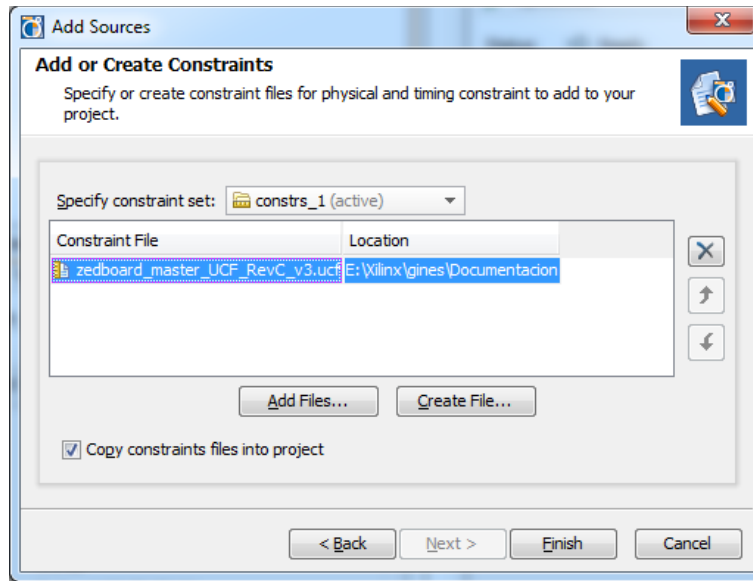 Add Sources
Add or Create Constraints
Specify or create constraint files for physical and timing constraint to add to your
project.
Specify constraint set: constrs_1 (active)
Constraint File Location
zedboard_master_UCF_RevC_v3.ucf E:\Xilinx\gines\Documentacion
Add Files... Create File...
Copy constraints files into project
< Back Next > Finish Cancel